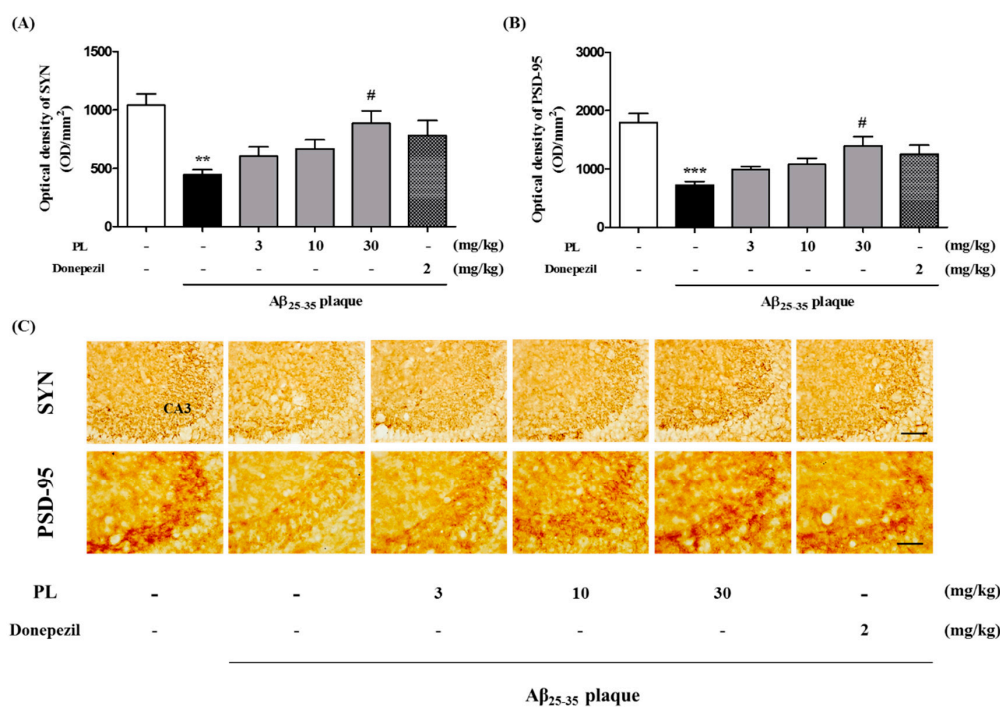 (A)
1500
1000
500
0
Optical density of SYN
(OD/mm²)
**
#
PL - - 3 10 30 - (mg/kg)
Donepezil - - - - - 2 (mg/kg)
Aβ25-35 plaque
(B)
3000
2000
1000
0
Optical density of PSD-95
(OD/mm²)
***
#
PL - - 3 10 30 - (mg/kg)
Donepezil - - - - - 2 (mg/kg)
Aβ25-35 plaque
(C)
SYN
CA3
PSD-95
PL - - 3 10 30 - (mg/kg)
Donepezil - - - - - 2 (mg/kg)
Aβ25-35 plaque